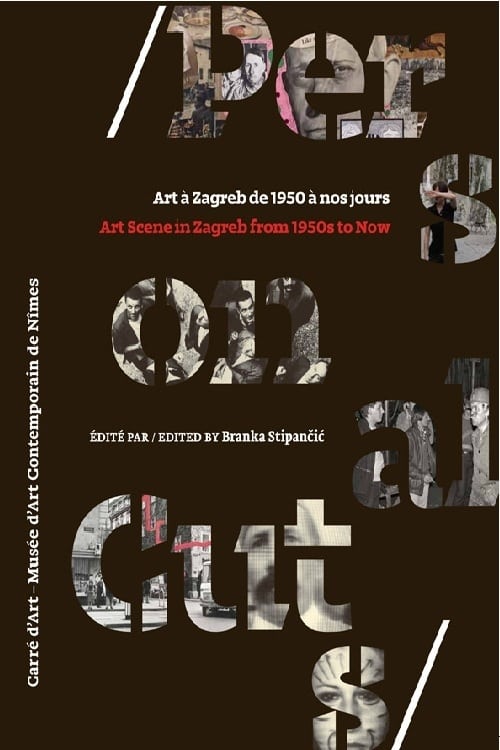 /Per
s
on
al
Cut
s/
Art à Zagreb de 1950 à nos jours
Art Scene in Zagreb from 1950s to Now
ÉDITÉ PAR / EDITED BY Branka Stipančić
Carré d'Art – Musée d'Art Contemporain de Nîmes